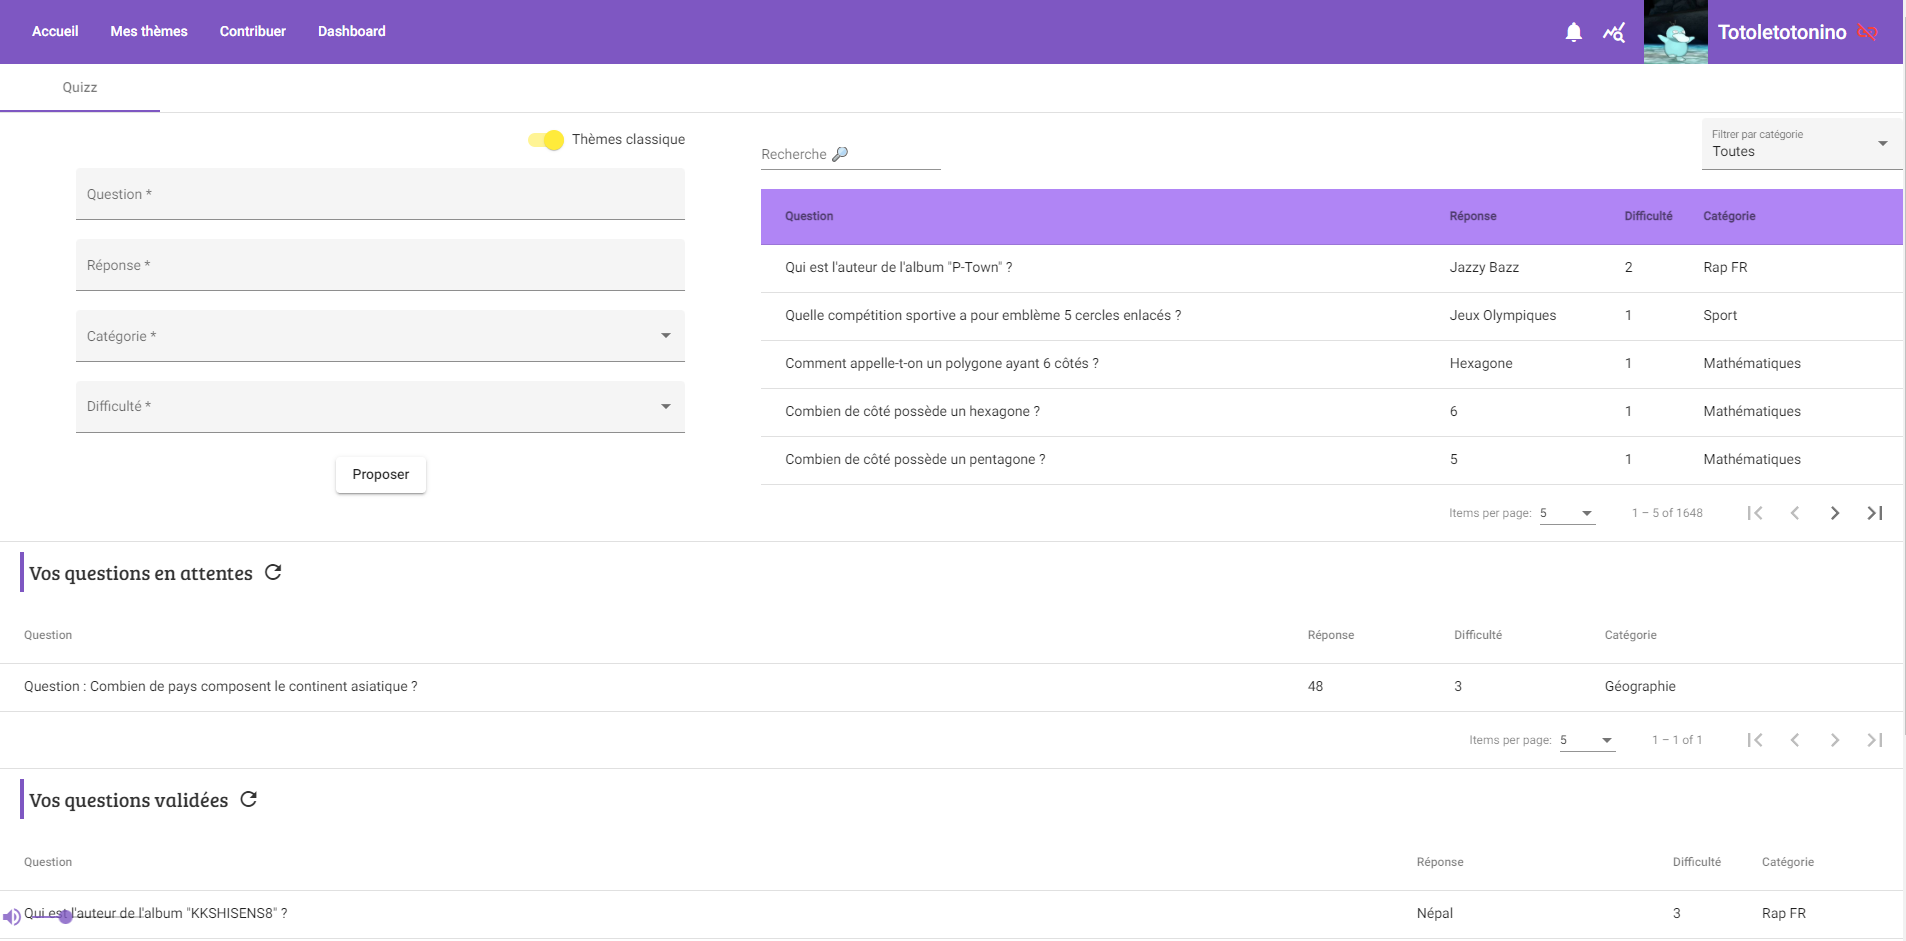 Accueil Mes thèmes Contribuer Dashboard Totoletotonino
Quizz
Thèmes classique
Question *
Réponse *
Catégorie *
Difficulté *
Proposer
Recherche 🔎
Filtrer par catégorie
Toutes
Question Réponse Difficulté Catégorie
Qui est l'auteur de l'album "P-Town" ? Jazzy Bazz 2 Rap FR
Quelle compétition sportive a pour emblème 5 cercles enlacés ? Jeux Olympiques 1 Sport
Comment appelle-t-on un polygone ayant 6 côtés ? Hexagone 1 Mathématiques
Combien de côté possède un hexagone ? 6 1 Mathématiques
Combien de côté possède un pentagone ? 5 1 Mathématiques
Items per page: 5 1 – 5 of 1648
Vos questions en attentes
Question Réponse Difficulté Catégorie
Question : Combien de pays composent le continent asiatique ? 48 3 Géographie
Items per page: 5 1 – 1 of 1
Vos questions validées
Question Réponse Difficulté Catégorie
Qui est l'auteur de l'album "KKSHISENS8" ? Népal 3 Rap FR